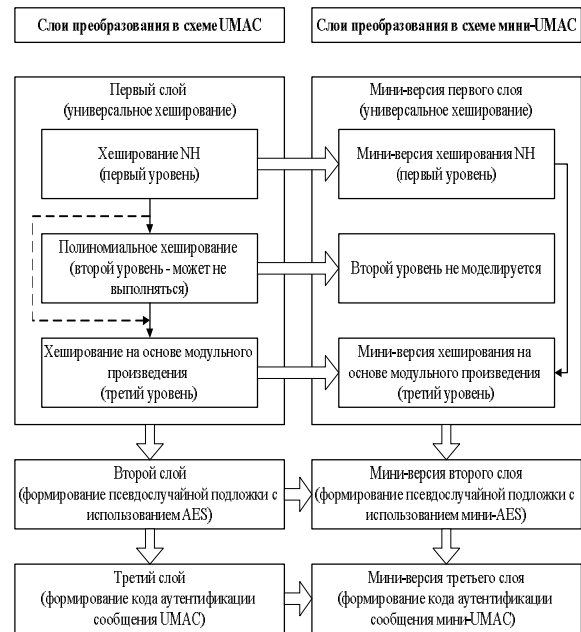 Слои преобразования в схеме UMAC
Слои преобразования в схеме мини-UMAC
Первый слой
(универсальное хеширование)
Хеширование NH
(первый уровень)
Полиномиальное хеширование
(второй уровень - может не
выполняться)
Хеширование на основе модульного
произведения
(третий уровень)
Мини-версия первого слоя
(универсальное хеширование)
Мини-версия хеширования NH
(первый уровень)
Второй уровень не моделируется
Мини-версия хеширования на
основе модульного произведения
(третий уровень)
Второй слой
(формирование псевдослучайной подложки с
использованием AES)
Мини-версия второго слоя
(формирование псевдослучайной подложки с
использованием мини-AES)
Третий слой
(формирование кода аутентификации
сообщения UMAC)
Мини-версия третьего слоя
(формирование кода аутентификации
сообщения мини-UMAC)